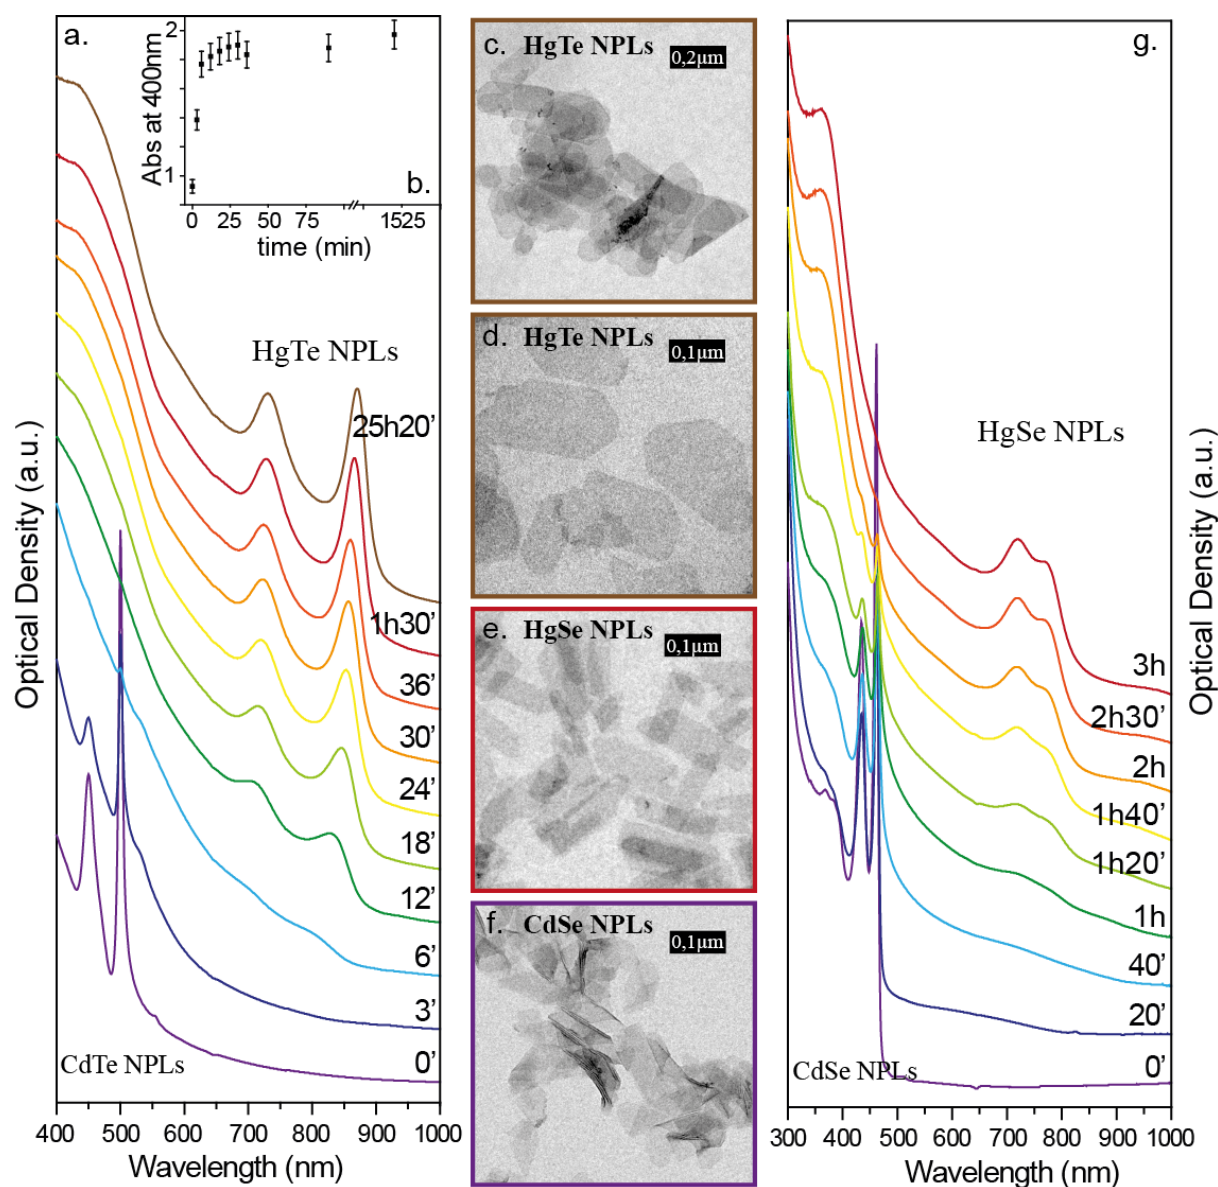 a.
2
1
Abs at 400nm
b.
0 25 50 75 1525
time (min)
HgTe NPLs
25h20'
1h30'
36'
30'
24'
18'
12'
6'
3'
0'
CdTe NPLs
Optical Density (a.u.)
400 500 600 700 800 900 1000
Wavelength (nm)
c. HgTe NPLs
0,2µm
d. HgTe NPLs
0,1µm
e. HgSe NPLs
0,1µm
f. CdSe NPLs
0,1µm
g.
HgSe NPLs
3h
2h30'
2h
1h40'
1h20'
1h
40'
20'
0'
CdSe NPLs
Optical Density (a.u.)
300 400 500 600 700 800 900 1000
Wavelength (nm)